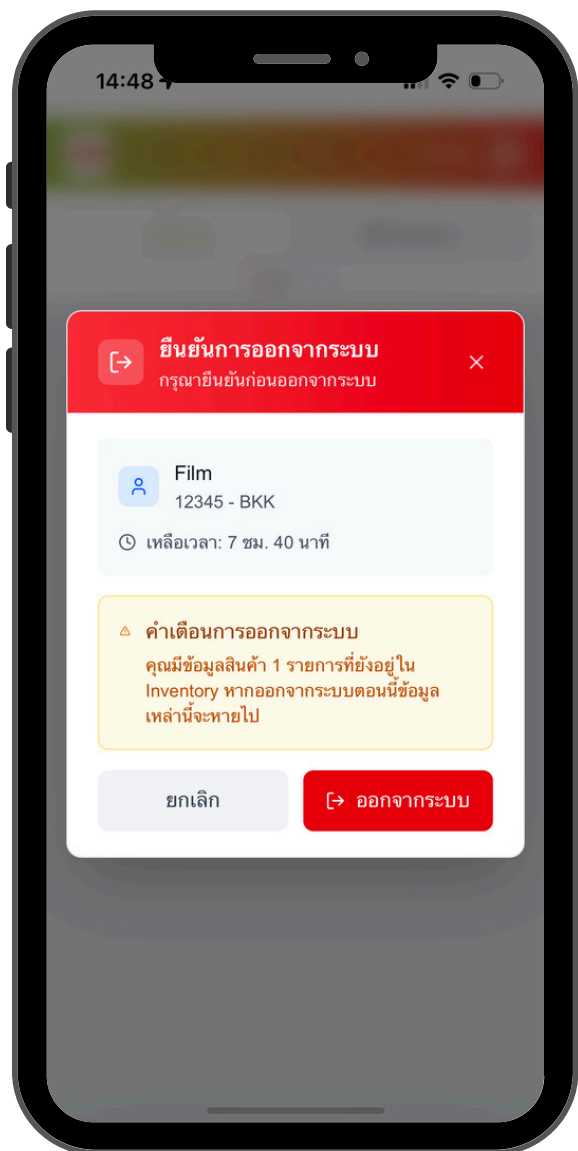 14:48
ยืนยันการออกจากระบบ
กรุณายืนยันก่อนออกจากระบบ
Film
12345 - BKK
เหลือเวลา: 7 ชม. 40 นาที
คำเตือนการออกจากระบบ
คุณมีข้อมูลสินค้า 1 รายการที่ยังอยู่ใน
Inventory หากออกจากระบบตอนนี้ข้อมูล
เหล่านี้จะหายไป
ยกเลิก
ออกจากระบบ